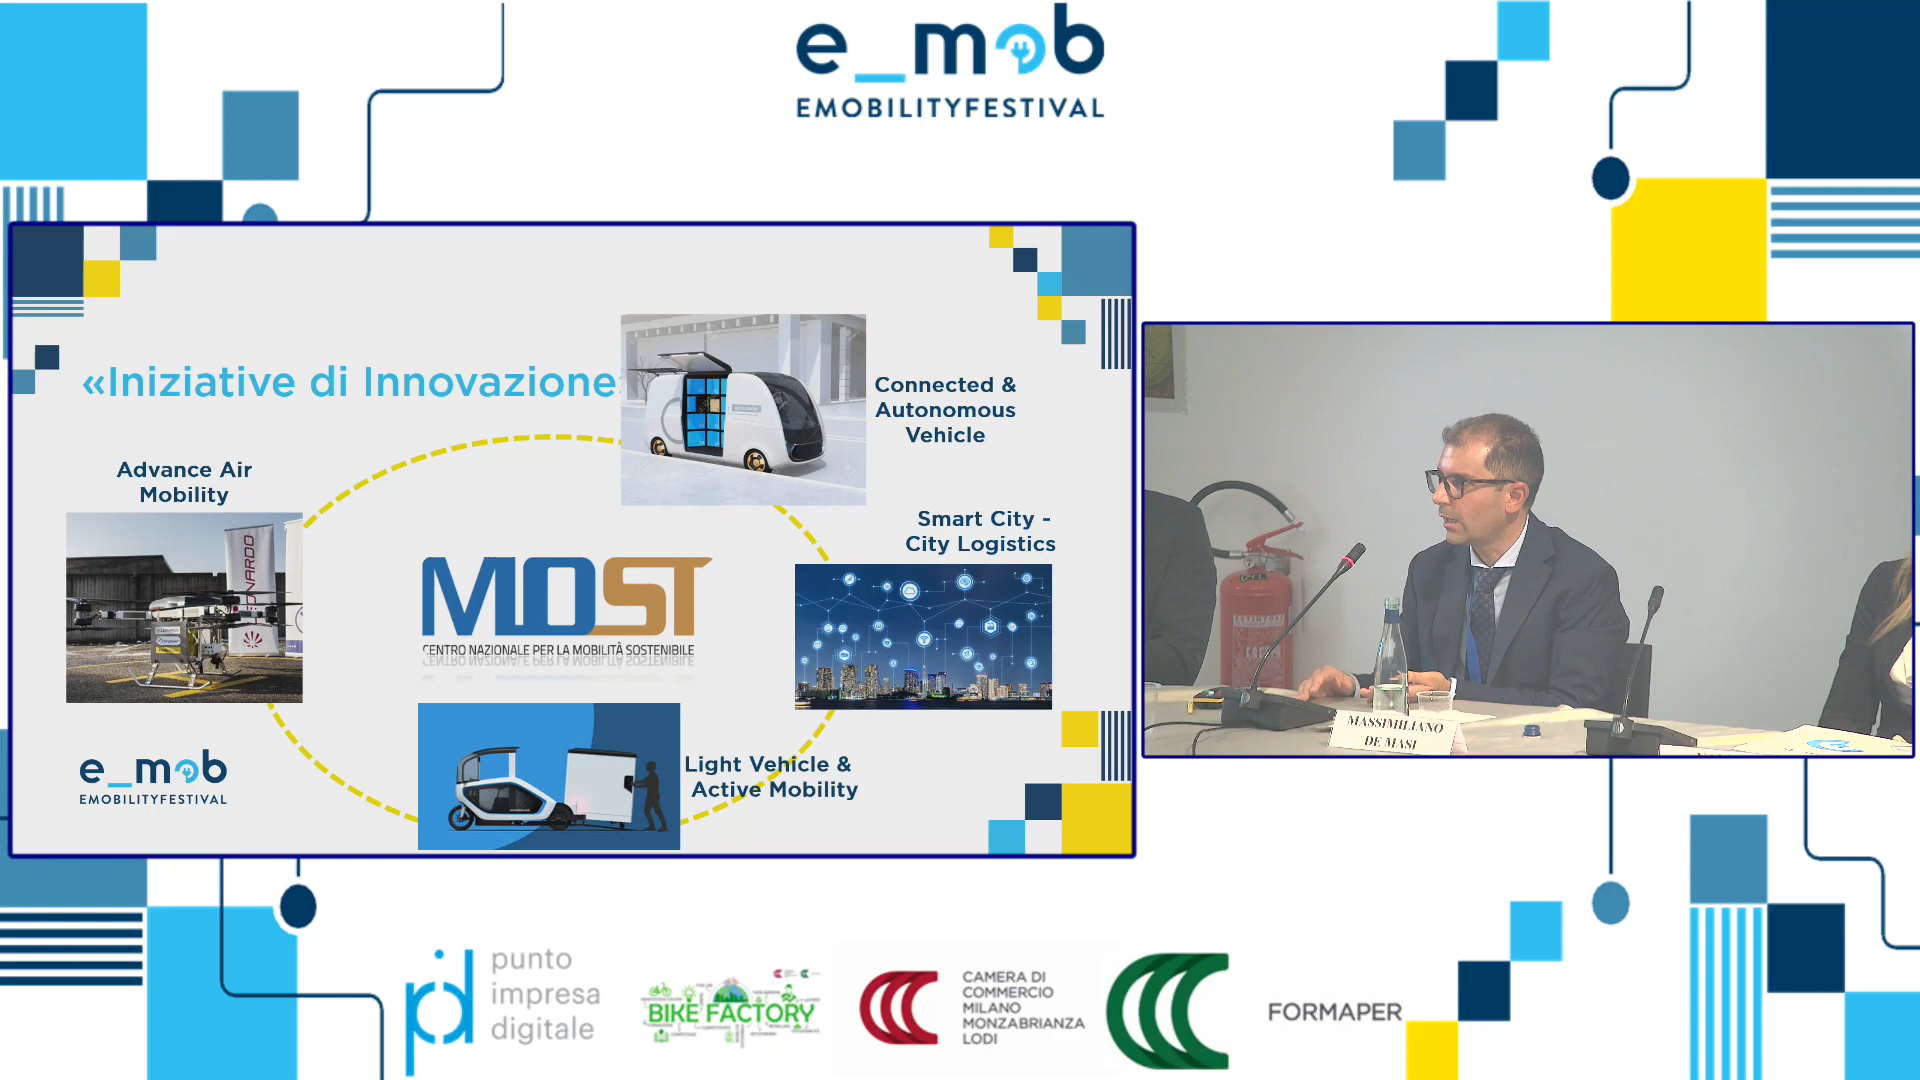 e_mob
EMOBILITYFESTIVAL
«Iniziative di Innovazione
Connected &
Autonomous
Vehicle
Advance Air
Mobility
Smart City -
City Logistics
MOST
CENTRO NAZIONALE PER LA MOBILITÀ SOSTENIBILE
Light Vehicle &
Active Mobility
e_mob
EMOBILITYFESTIVAL
MASSIMILIANO
DE MASI
pid
punto
impresa
digitale
BIKE FACTORY
CAMERA DI
COMMERCIO
MILANO
MONZABRIANZA
LODI
FORMAPER